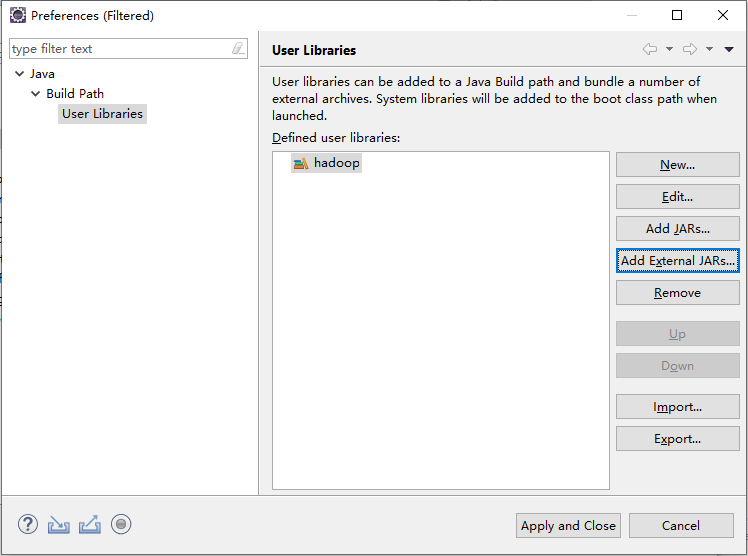 Preferences (Filtered)
type filter text
Java
Build Path
User Libraries
User Libraries
User libraries can be added to a Java Build path and bundle a number of
external archives. System libraries will be added to the boot class path when
launched.
Defined user libraries:
hadoop
New...
Edit...
Add JARs...
Add External JARs...
Remove
Up
Down
Import...
Export...
Apply and Close
Cancel